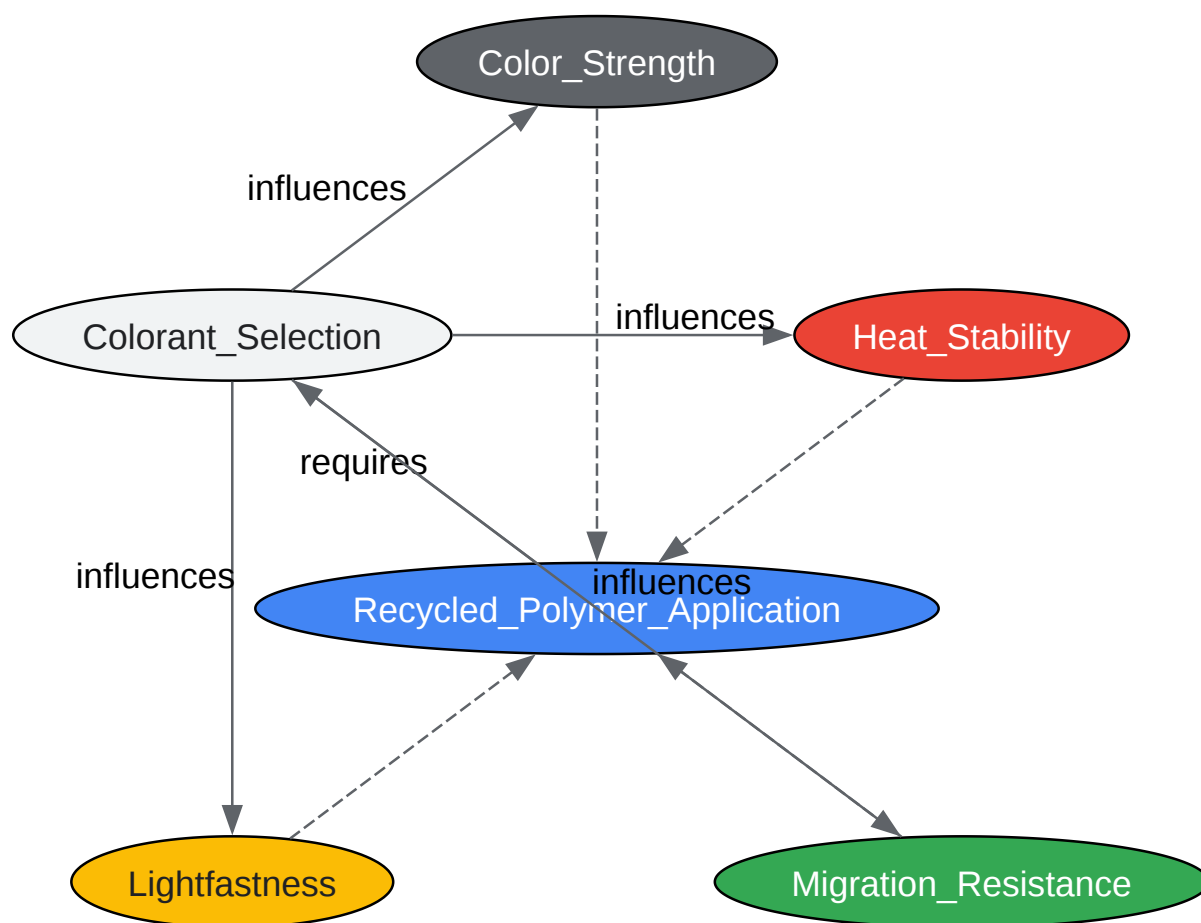 Color_Strength
influences
Colorant_Selection
influences
Heat_Stability
requires
influences
influences
Recycled_Polymer_Application
Lightfastness
Migration_Resistance